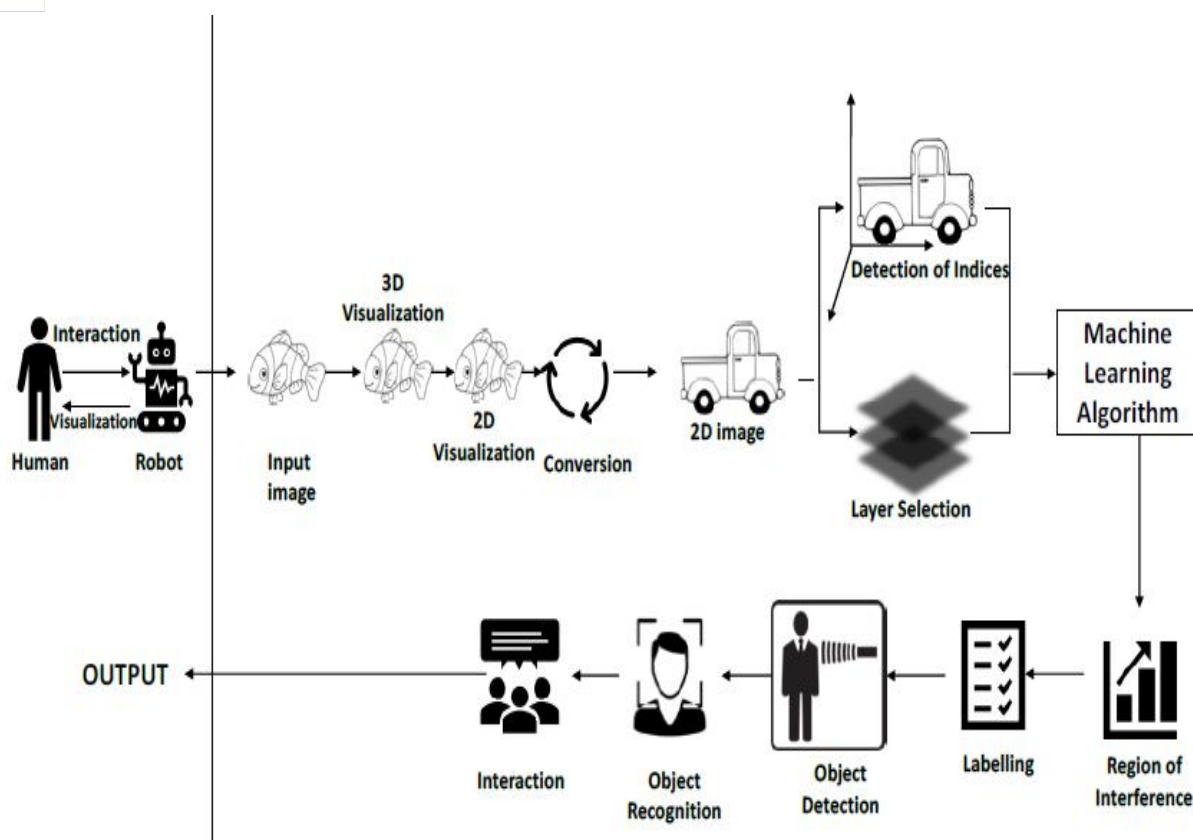 3D
Visualization
Interaction
Visualization
Human
Robot
Input
image
2D
Visualization
Conversion
2D image
Detection of Indices
Layer Selection
Machine
Learning
Algorithm
OUTPUT
Interaction
Object
Recognition
Object
Detection
Labelling
Region of
Interference